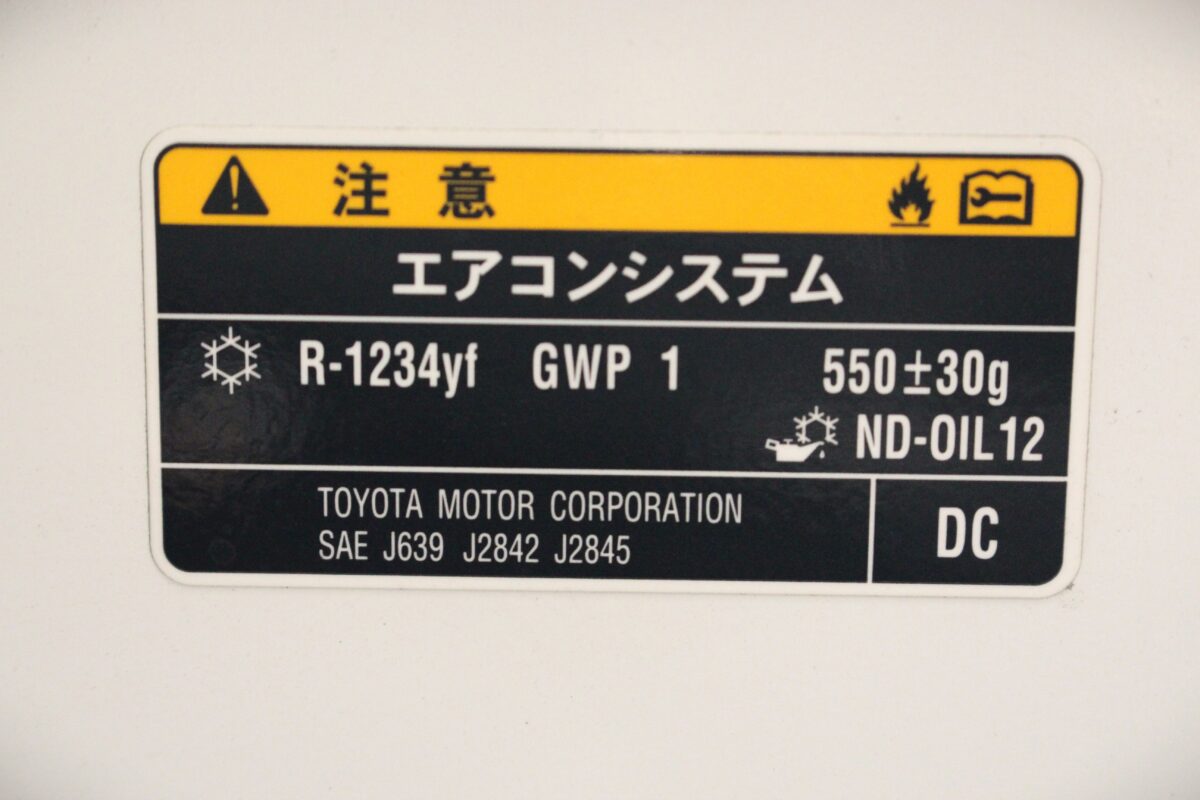 注意
エアコンシステム
R-1234yf GWP 1 550±30g
ND-OIL12
TOYOTA MOTOR CORPORATION
SAE J639 J2842 J2845
DC